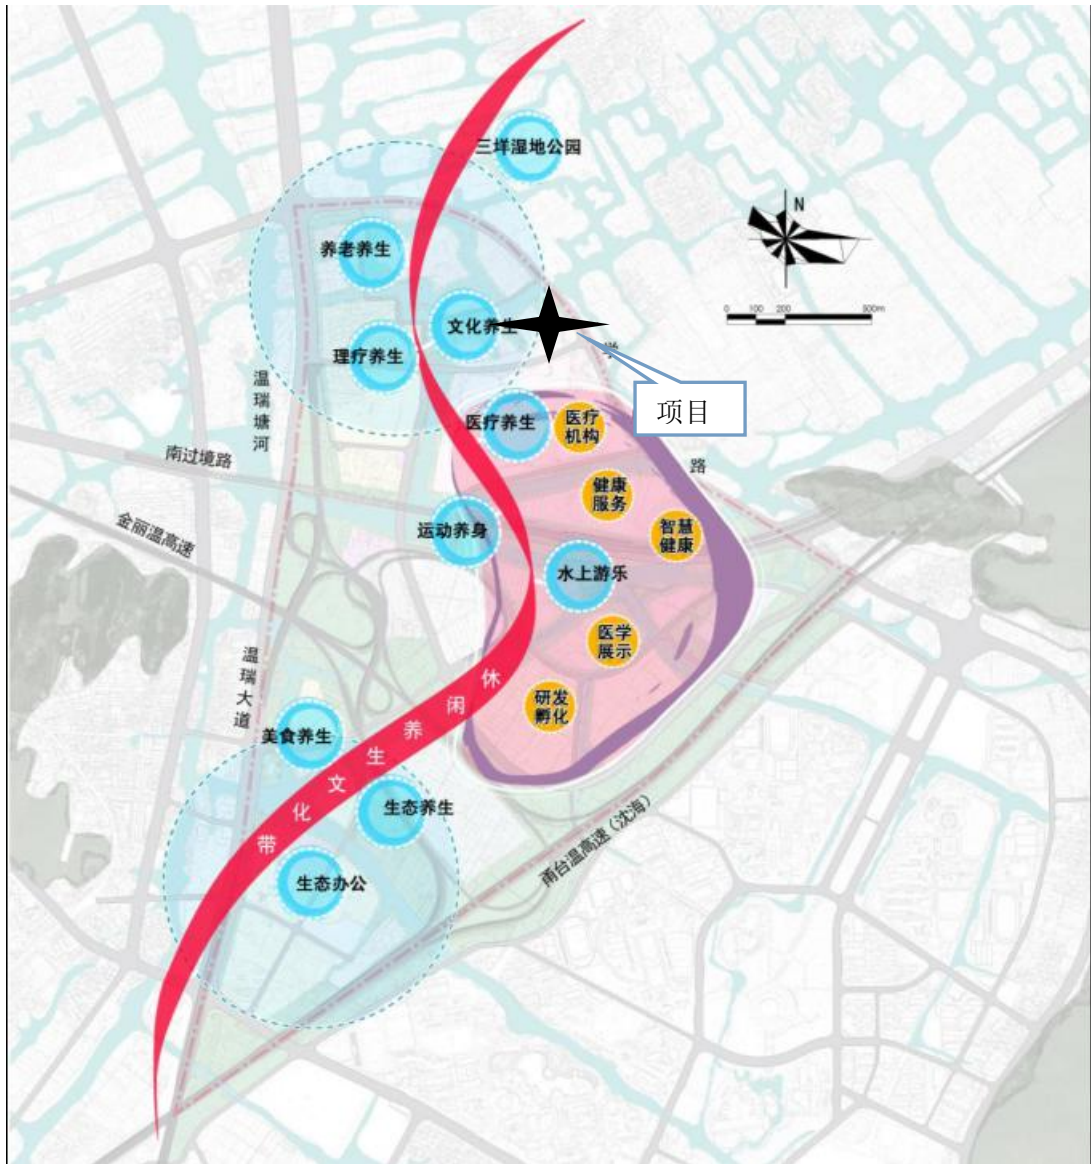 三垟湿地公园
N
养老养生
0 100 200 500m
文化养生
理疗养生
学
温瑞塘河
项目
医疗养生
医疗
机构
南过境路
路
健康
服务
金丽温高速
运动养身
智慧
健康
水上游乐
医学
展示
温瑞大道
研发
孵化
休闲养生文化带
美食养生
生态养生
甬台温高速(沈海)
生态办公